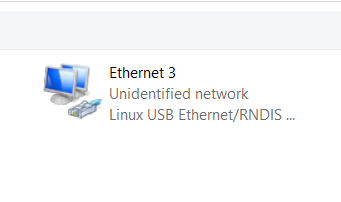 Ethernet 3
Unidentified network
Linux USB Ethernet/RNDIS ...